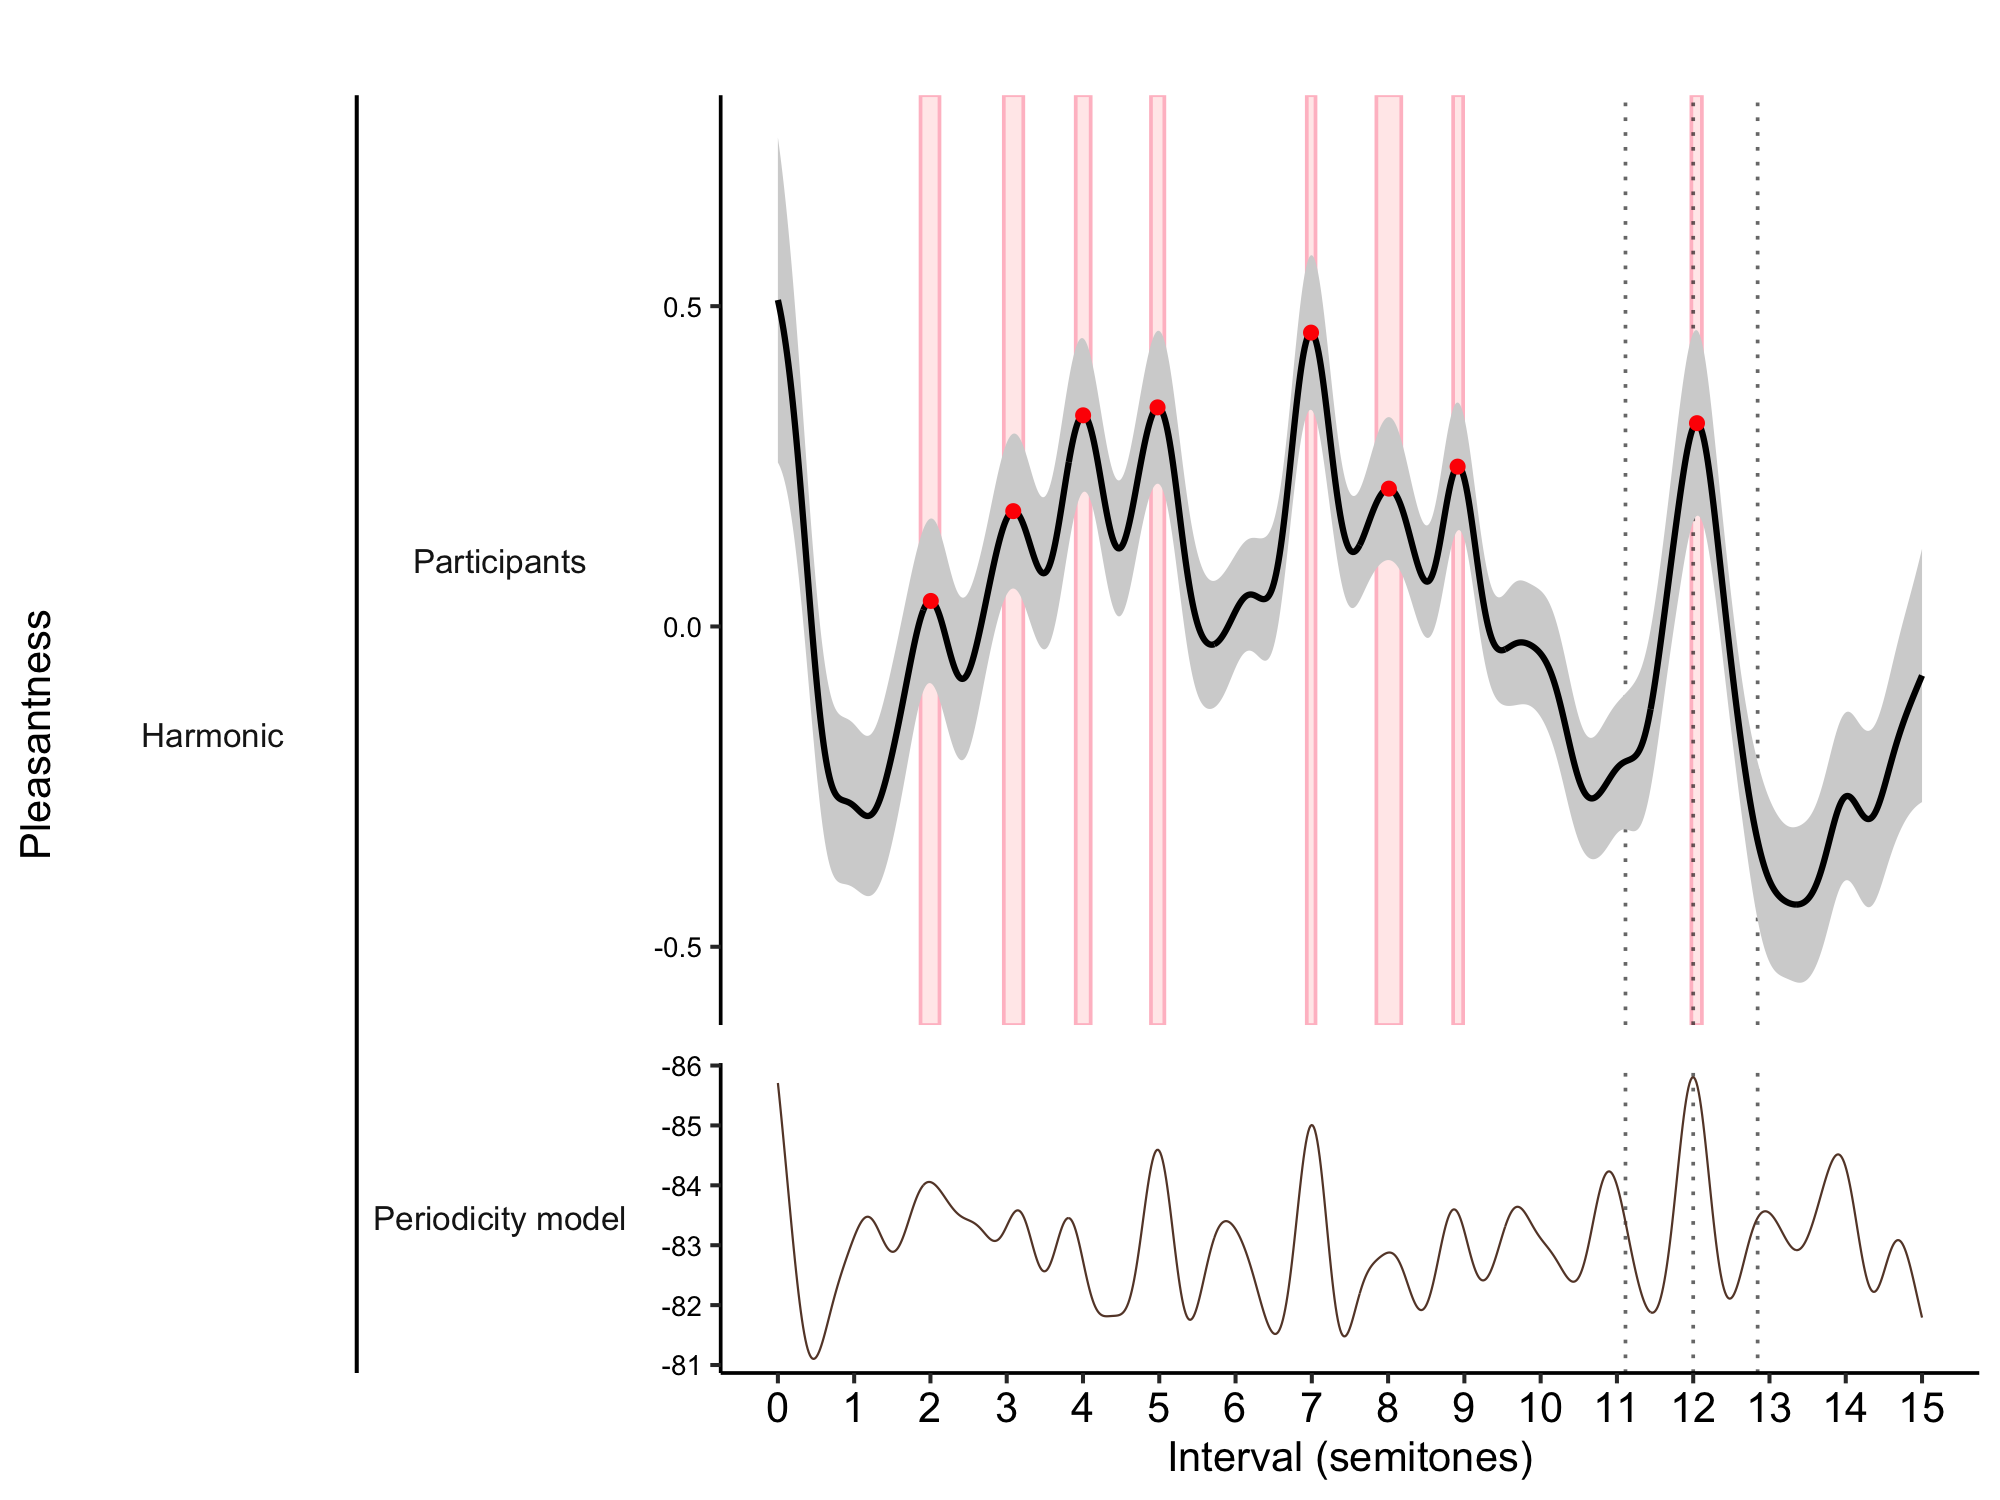 Pleasantness
Harmonic
Participants
0.5
0.0
-0.5
Periodicity model
-86
-85
-84
-83
-82
-81
0 1 2 3 4 5 6 7 8 9 10 11 12 13 14 15
Interval (semitones)